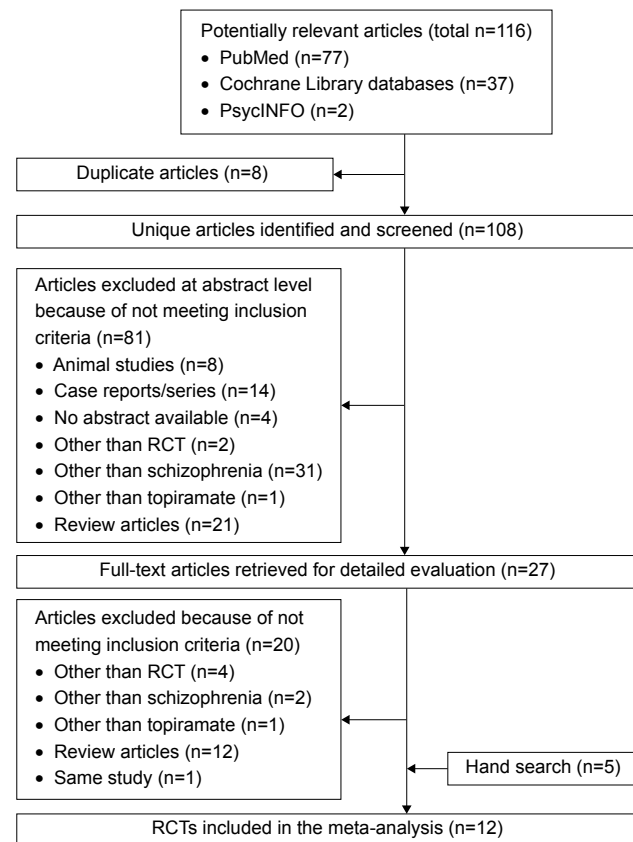 Potentially relevant articles (total n=116)
• PubMed (n=77)
• Cochrane Library databases (n=37)
• PsycINFO (n=2)
Duplicate articles (n=8)
Unique articles identified and screened (n=108)
Articles excluded at abstract level
because of not meeting inclusion
criteria (n=81)
• Animal studies (n=8)
• Case reports/series (n=14)
• No abstract available (n=4)
• Other than RCT (n=2)
• Other than schizophrenia (n=31)
• Other than topiramate (n=1)
• Review articles (n=21)
Full-text articles retrieved for detailed evaluation (n=27)
Articles excluded because of not
meeting inclusion criteria (n=20)
• Other than RCT (n=4)
• Other than schizophrenia (n=2)
• Other than topiramate (n=1)
• Review articles (n=12)
• Same study (n=1)
Hand search (n=5)
RCTs included in the meta-analysis (n=12)